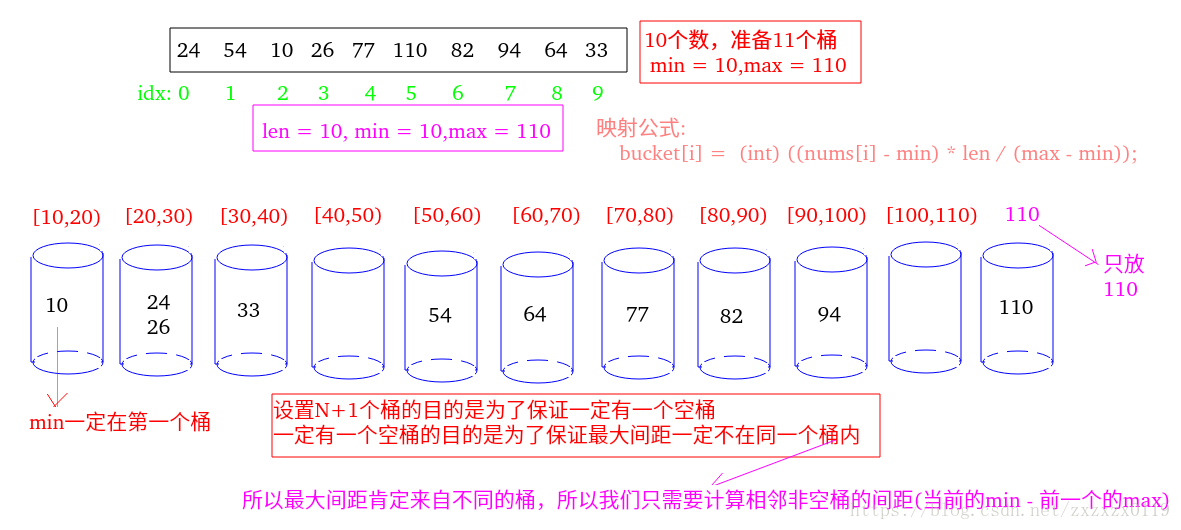 24 54 10 26 77 110 82 94 64 33
10个数，准备11个桶
min = 10,max = 110
idx: 0 1 2 3 4 5 6 7 8 9
len = 10, min = 10,max = 110
映射公式:
bucket[i] = (int) ((nums[i] - min) * len / (max - min));
[10,20) [20,30) [30,40) [40,50) [50,60) [60,70) [70,80) [80,90) [90,100) [100,110) 110
只放
110
10
24
26
33
54
64
77
82
94
110
min一定在第一个桶
设置N+1个桶的目的是为了保证一定有一个空桶
一定有一个空桶的目的是为了保证最大间距一定不在同一个桶内
所以最大间距肯定来自不同的桶，所以我们只需要计算相邻非空桶的间距(当前的min - 前一个的max)